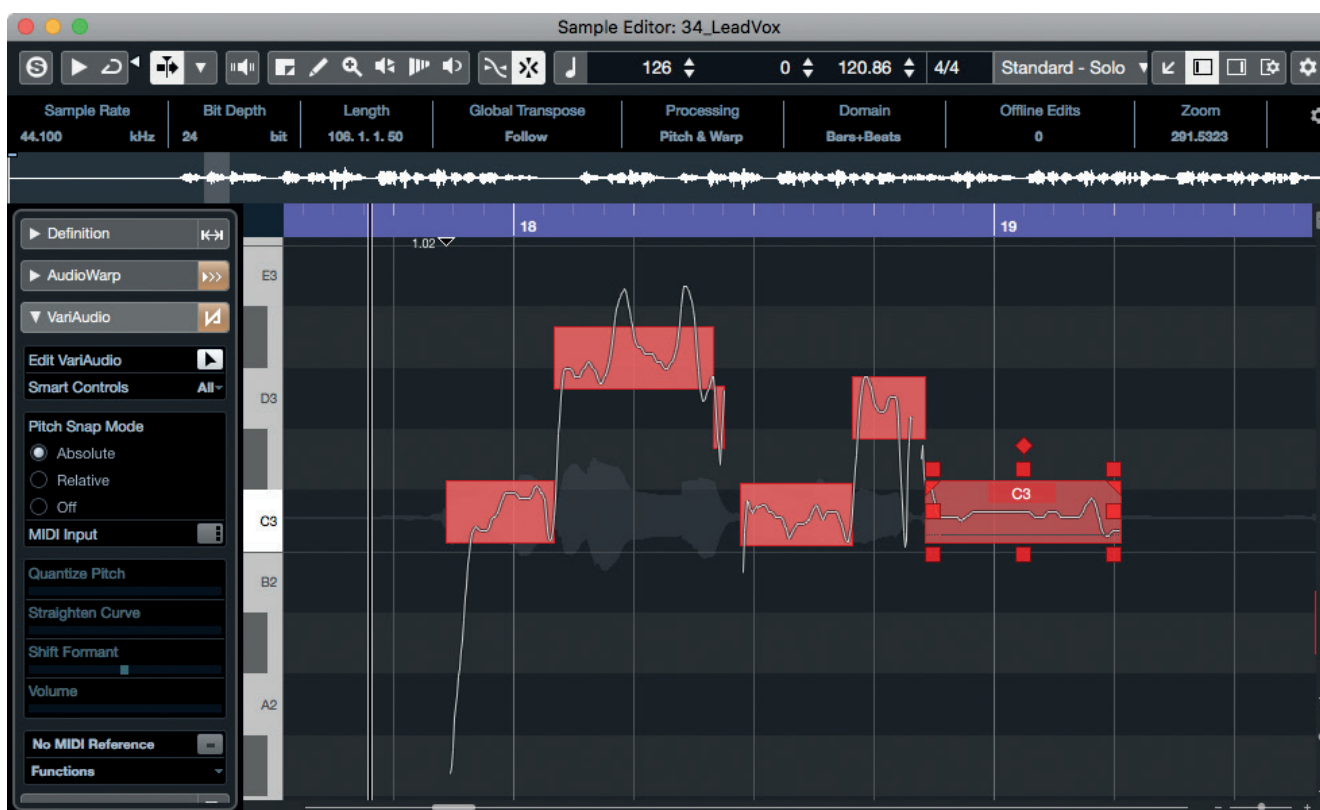 Sample Editor: 34_LeadVox
126 0 120.86 4/4 Standard - Solo
Sample Rate Bit Depth Length Global Transpose Processing Domain Offline Edits Zoom
44.100 kHz 24 bit 106. 1. 1. 50 Follow Pitch & Warp Bars+Beats 0 291.5323
18 19
1.02
Definition
AudioWarp
VariAudio
Edit VariAudio
Smart Controls All
Pitch Snap Mode
Absolute
Relative
Off
MIDI Input
Quantize Pitch
Straighten Curve
Shift Formant
Volume
No MIDI Reference
Functions
E3
D3
C3
B2
A2
C3